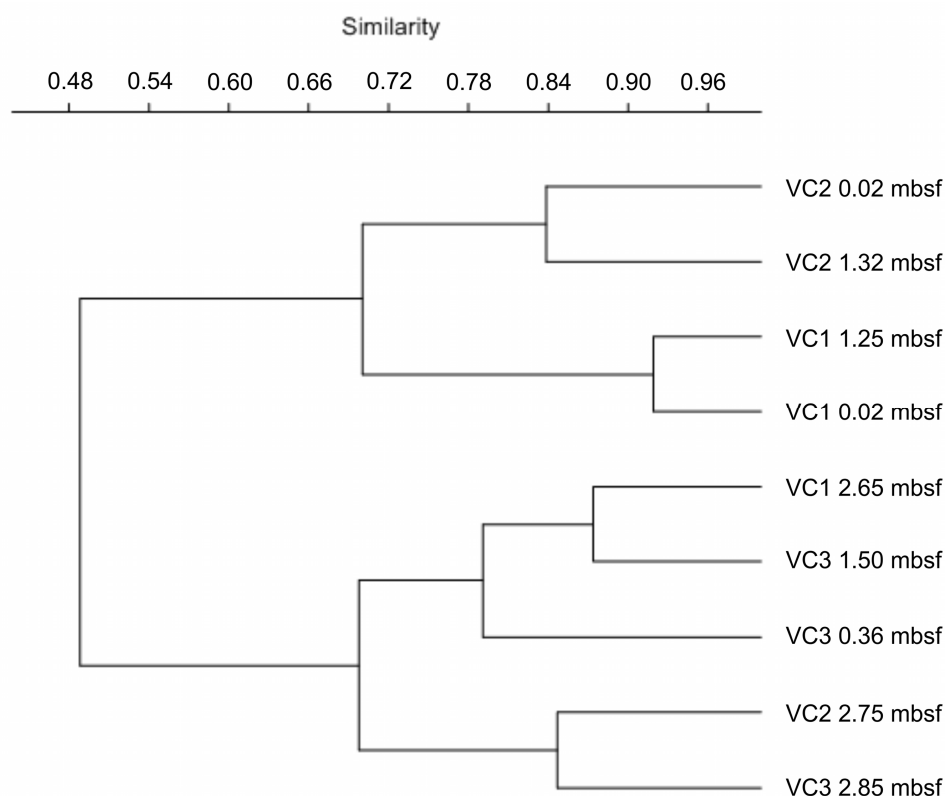 Similarity
0.48 0.54 0.60 0.66 0.72 0.78 0.84 0.90 0.96
VC2 0.02 mbsf
VC2 1.32 mbsf
VC1 1.25 mbsf
VC1 0.02 mbsf
VC1 2.65 mbsf
VC3 1.50 mbsf
VC3 0.36 mbsf
VC2 2.75 mbsf
VC3 2.85 mbsf